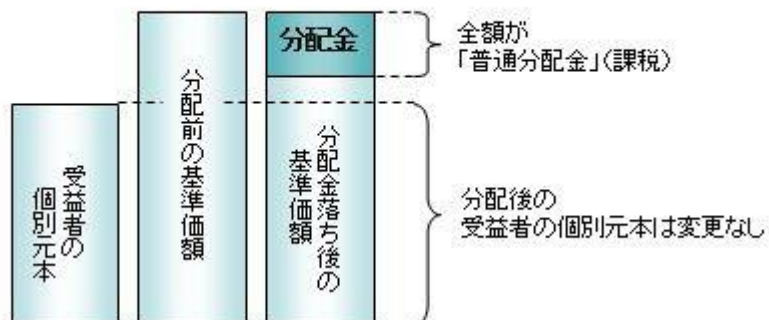 受益者の
個別元本
分配前の基準価額
分配金
分配金落ち後の
基準価額
全額が
「普通分配金」(課税)
分配後の
受益者の個別元本は変更なし